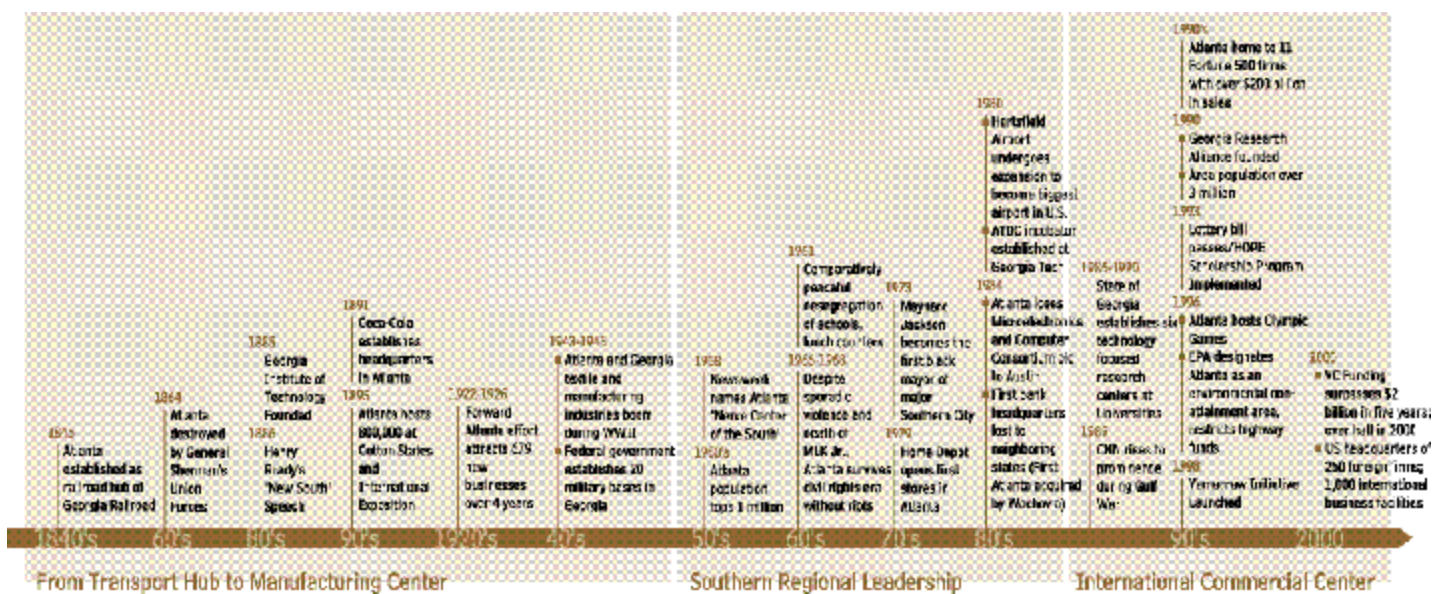 1845
Atlanta
established as
railroad hub of
Georgia Railroad
1864
Atlanta
destroyed
by General
Sherman's
Union
Forces
1885
Georgia
Institute of
Technology
Founded
1886
Henry
Grady's
'New South'
Speech
1891
Coca-Cola
establishes
headquarters
in Atlanta
1895
Atlanta hosts
800,000 at
Cotton States
and
International
Exposition
1922-1926
Forward
Atlanta effort
attracts 679
new
businesses
over 4 years
Atlanta and Georgia
textile and
manufacturing
industries boom
during WWII
Federal government
establishes 20
military bases in
Georgia
1958
Newsweek
names Atlanta
'Nerve Center
of the South'
1950's
Atlanta
population
tops 1 million
1961
Comparatively
peaceful
desegregation
of schools,
lunch counters
Despite
sporadic
violence and
death of
MLK Jr.,
Atlanta survives
civil rights era
without riots
1973
Maynard
Jackson
becomes the
first black
mayor of
major
Southern City
1979
Home Depot
opens first
stores in
Atlanta
1980
Hartsfield
Airport
undergoes
expansion to
become biggest
airport in U.S.
ATDC incubator
established at
Georgia Tech
1984
Atlanta loses
Microelectronics
and Computer
Consortium bid
to Austin
First bank
headquarters
lost to
neighboring
states (First
Atlanta acquired
by Wachovia)
1985-1990
State of
Georgia
establishes six
technology
focused
research
centers at
Universities
1989
CNN rises to
prominence
during Gulf
War
1990's
Atlanta home to 11
Fortune 500 firms
with over $200 billion
in sales
1990
Georgia Research
Alliance founded
Area population over
3 million
1993
Lottery bill
passes/HOPE
Scholarship Program
Implemented
1996
Atlanta hosts Olympic
Games
EPA designates
Atlanta as an
environmental non-
attainment area,
restricts highway
funds
1998
Yamacraw Initiative
Launched
2000
VC Funding
surpasses $2
billion in five years;
over half in 2000
US headquarters of
250 foreign firms
1,000 international
business facilities
1840's 60's 80's 90's 1920's 40's 50's 60's 70's 80's 90's 2000
From Transport Hub to Manufacturing Center
Southern Regional Leadership
International Commercial Center